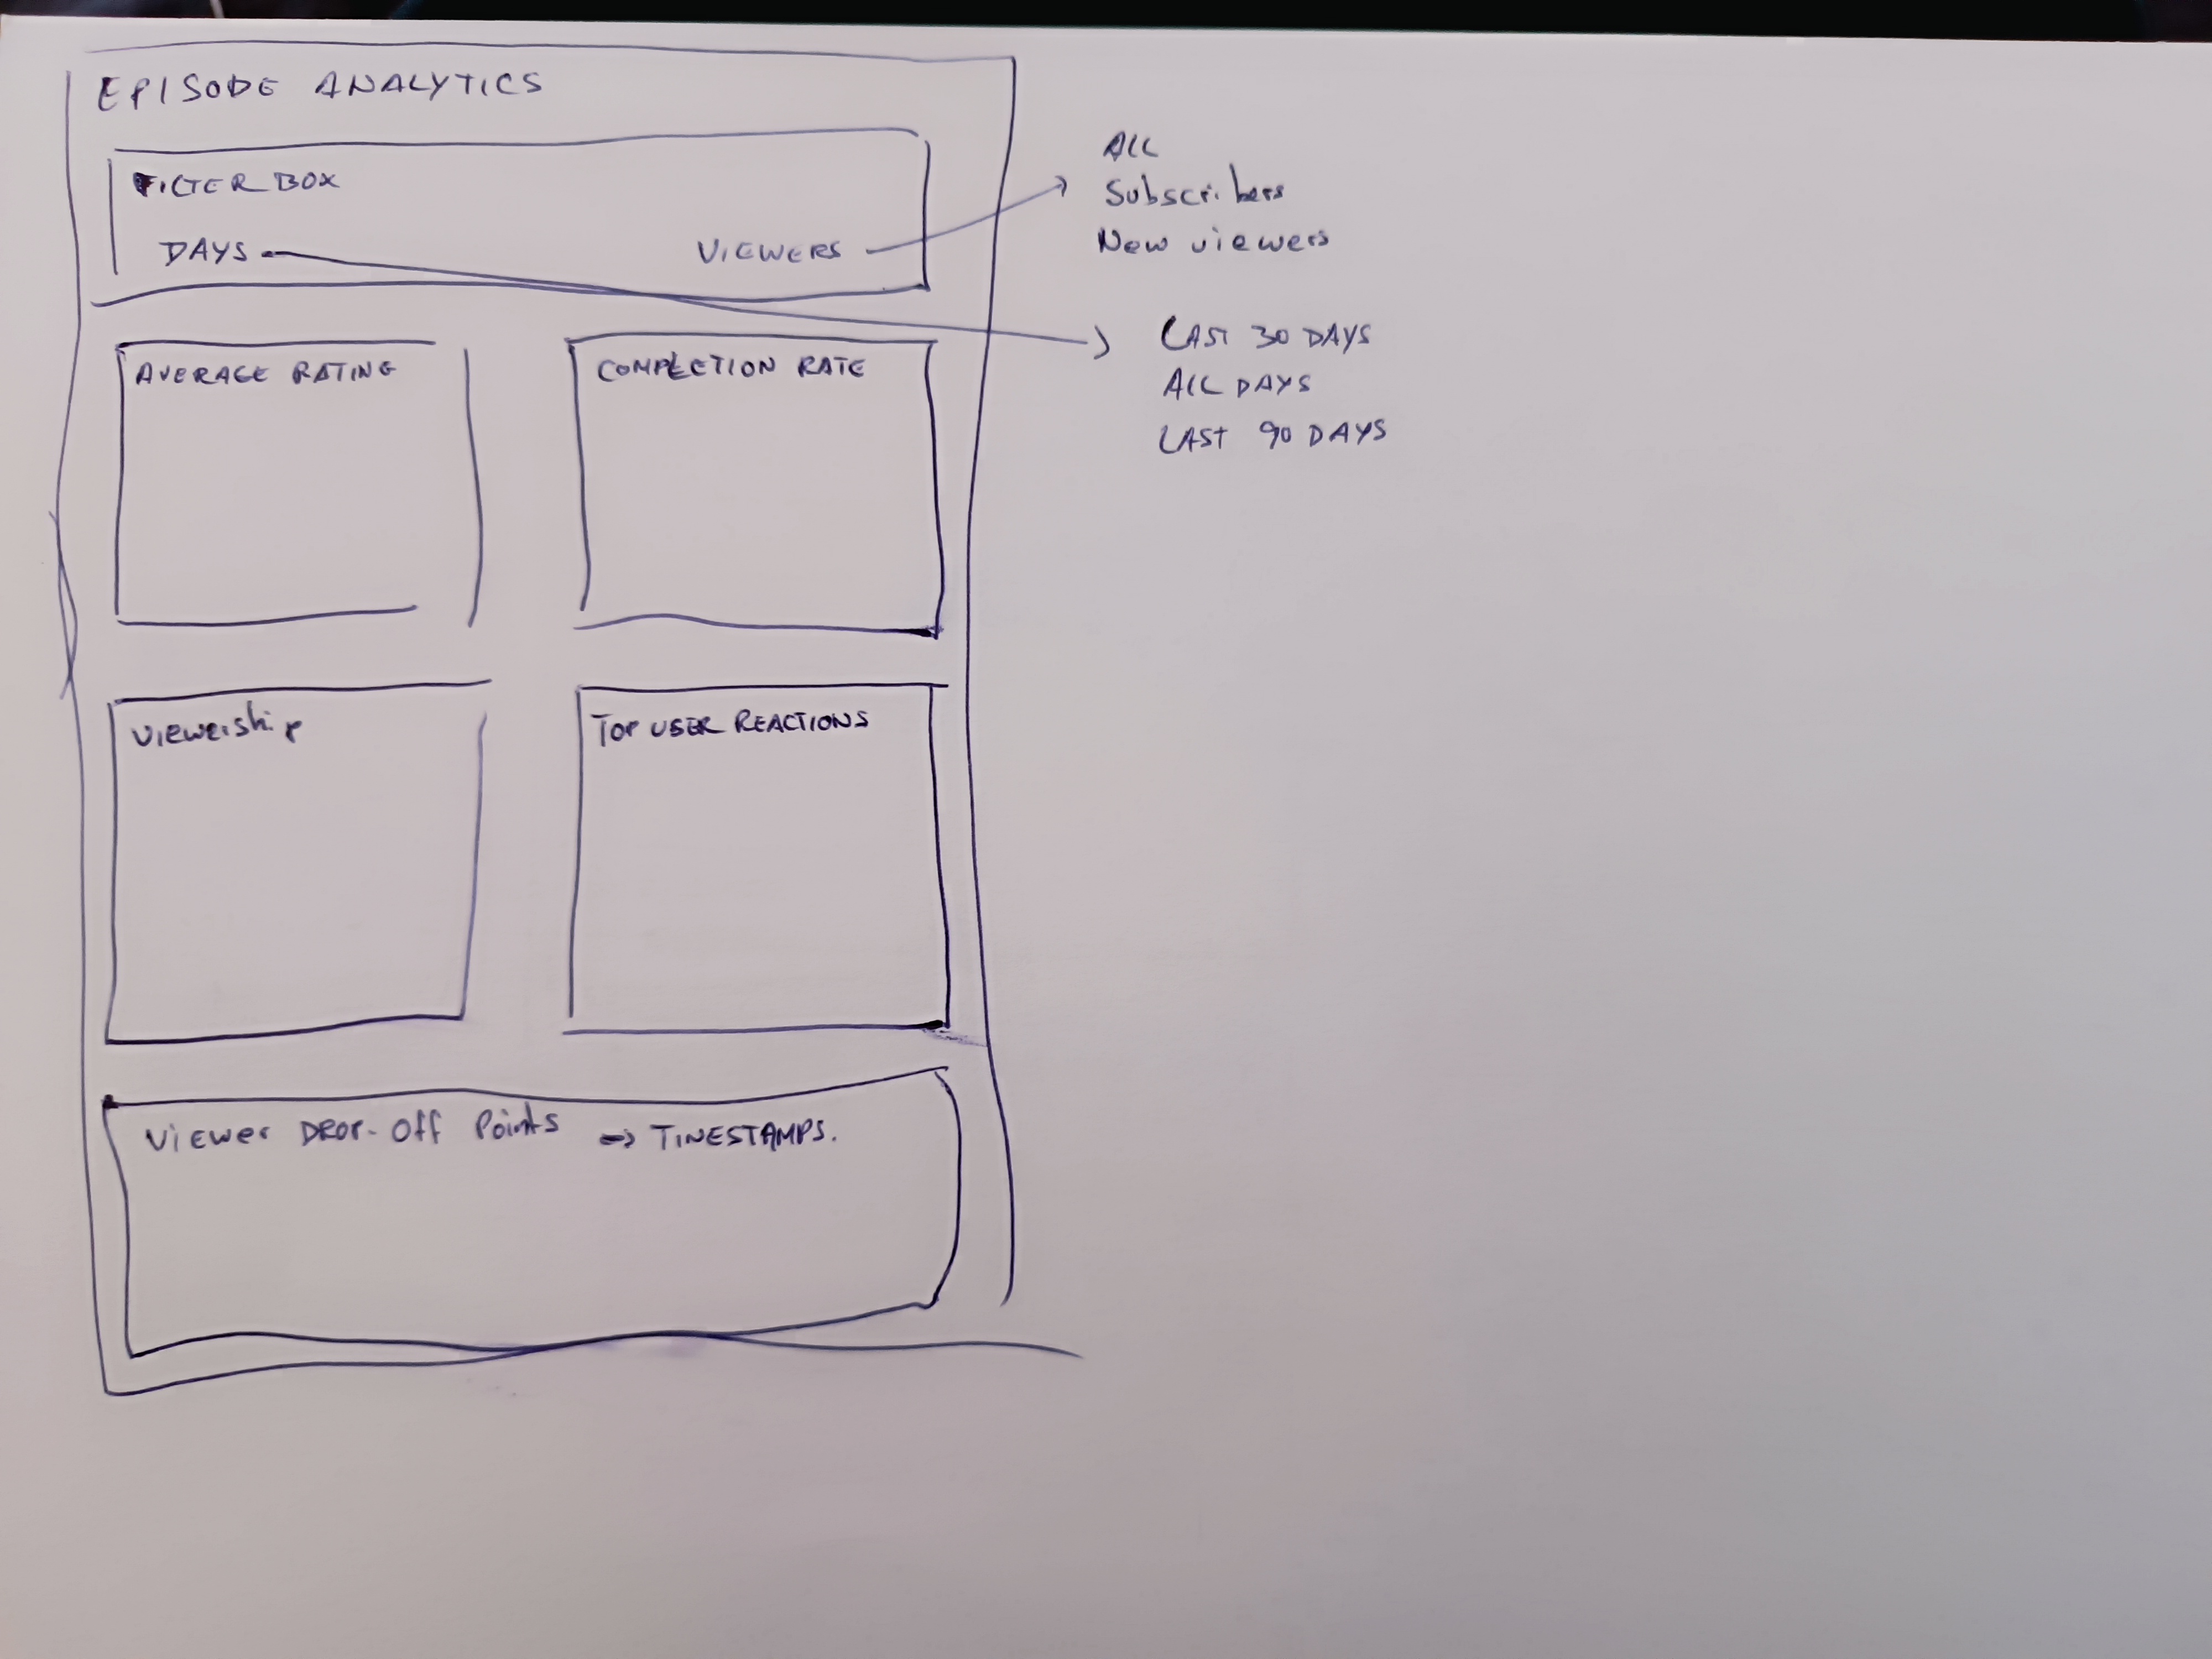 EPISODE ANALYTICS
FILTER BOX
DAYS
VIEWERS
All
Subscribers
New viewers
LAST 30 DAYS
All DAYS
LAST 90 DAYS
AVERAGE RATING
COMPLETION RATE
Viewership
TOP USER REACTIONS
Viewer DROP-Off Points => TINESTAMPS.